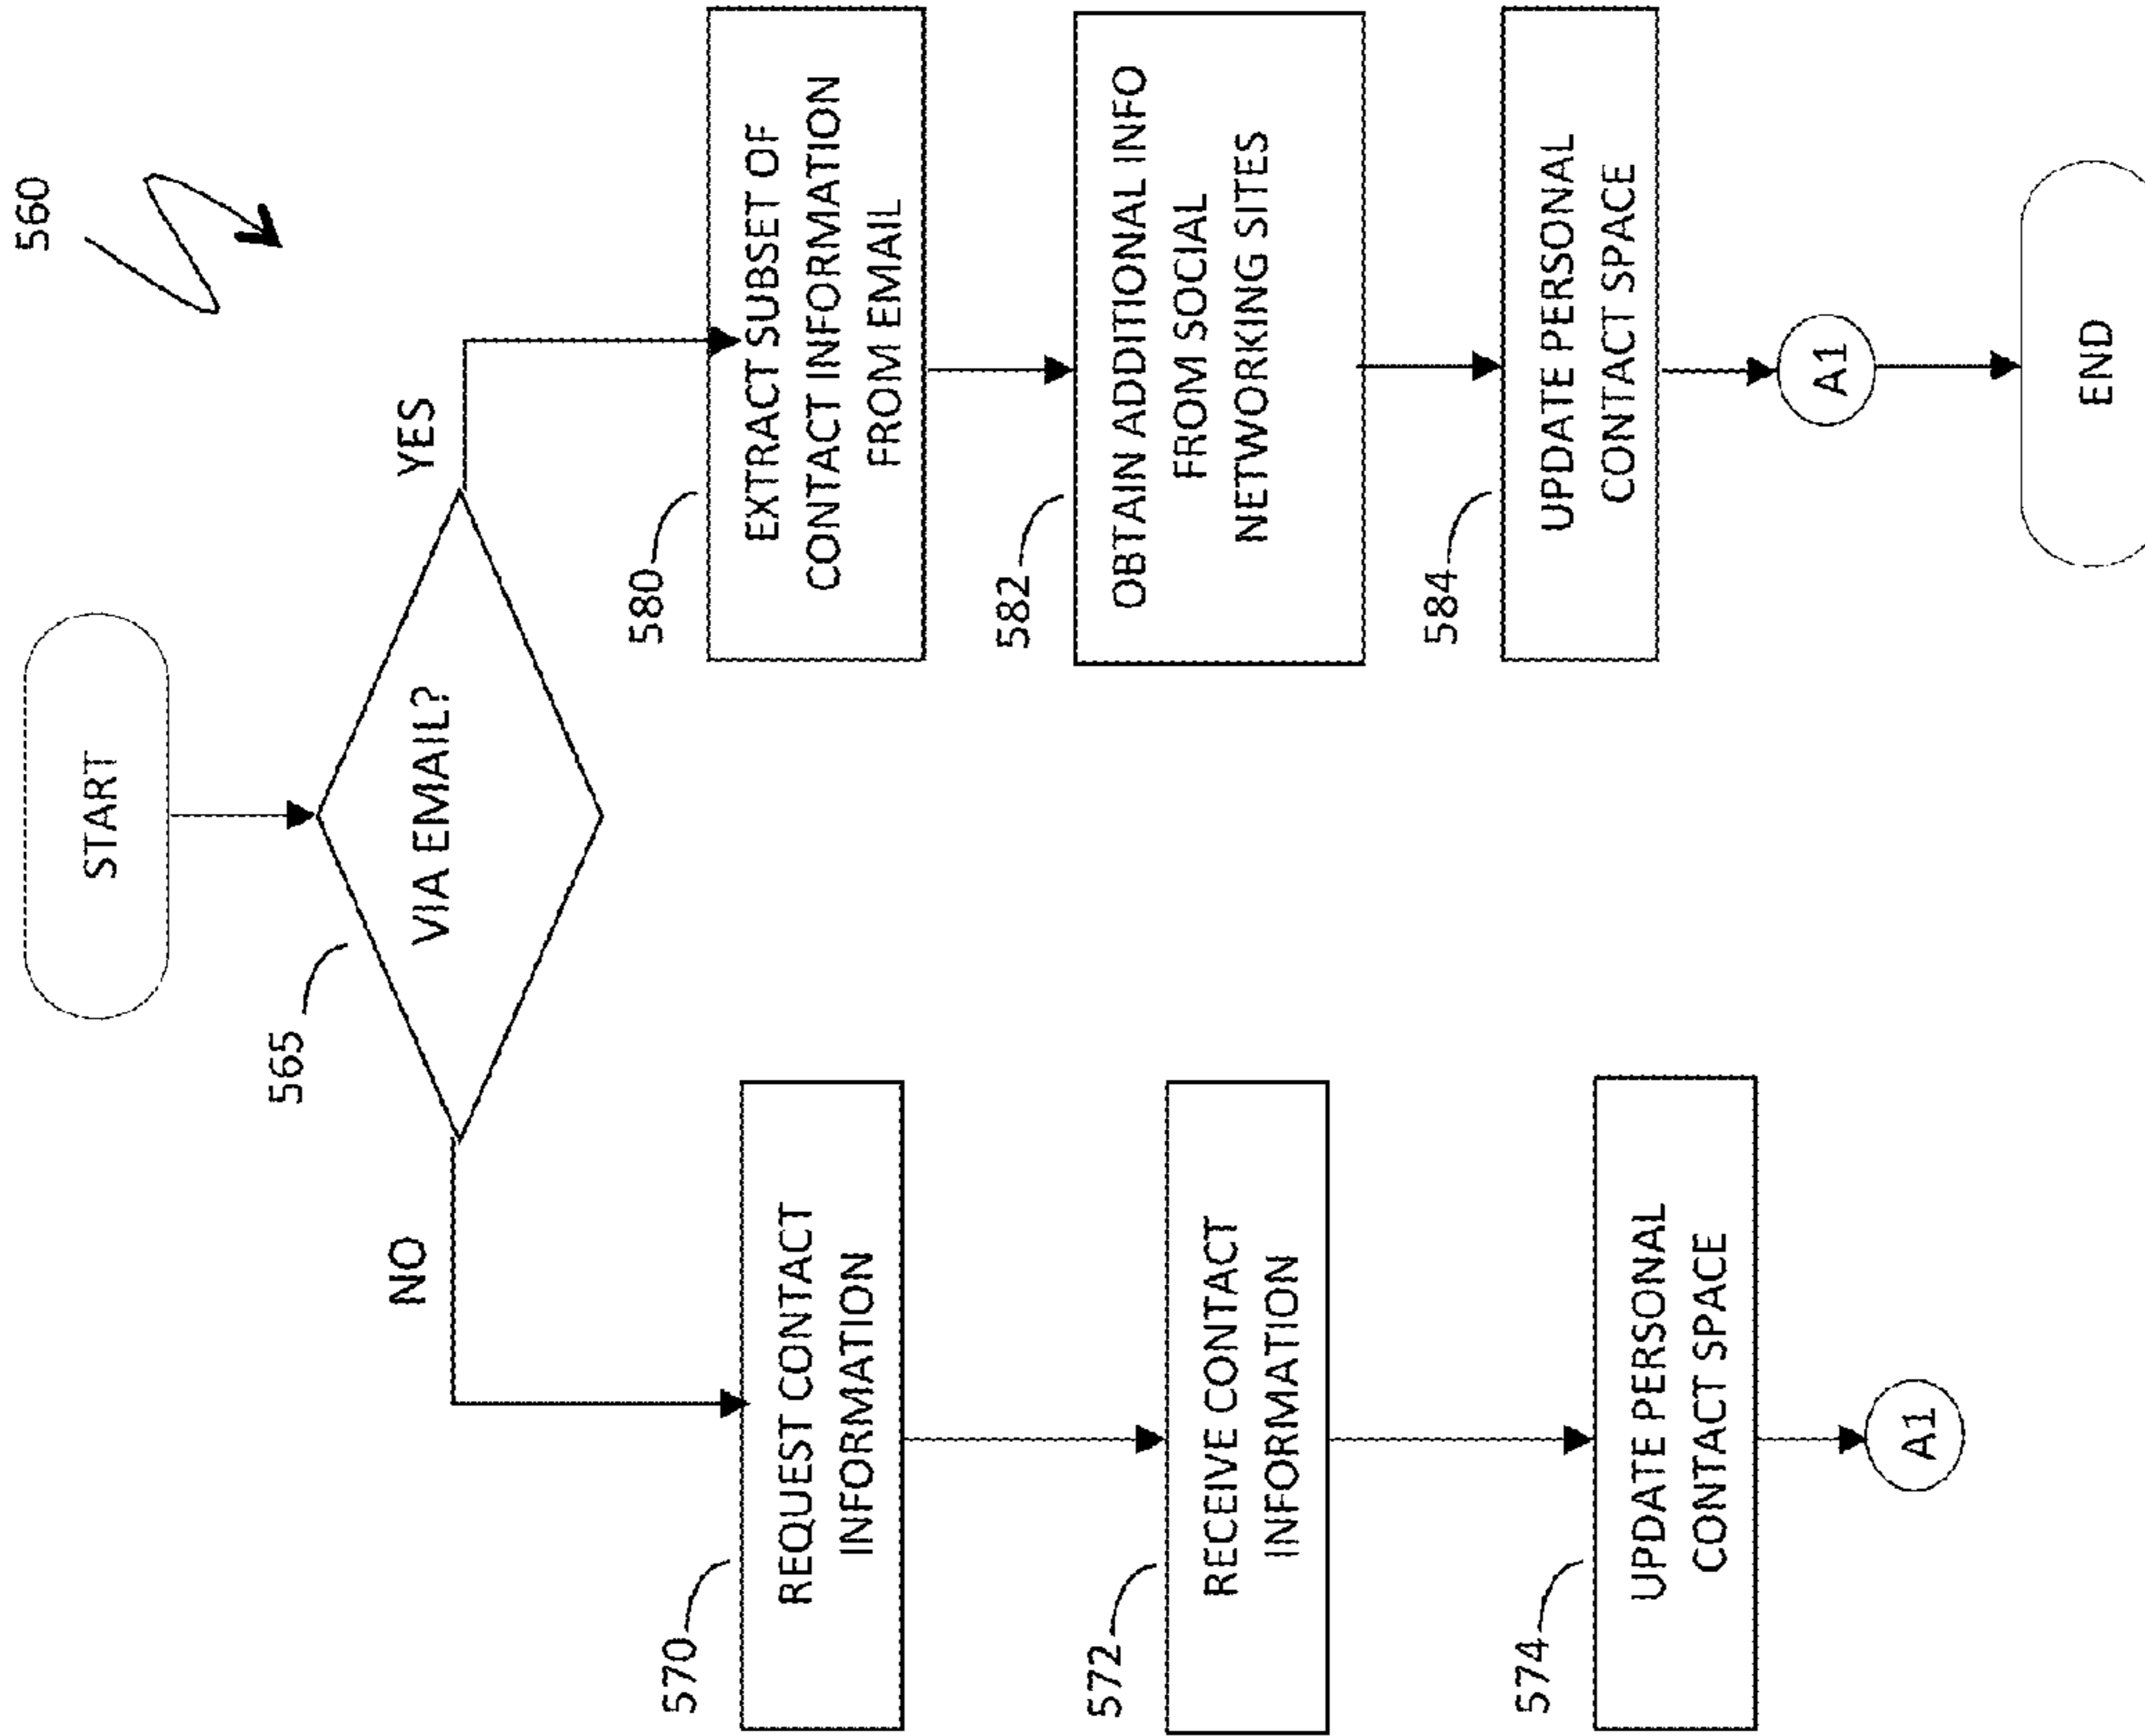 560
START
565
VIA EMAIL?
NO
YES
570
REQUEST CONTACT
INFORMATION
572
RECEIVE CONTACT
INFORMATION
574
UPDATE PERSONAL
CONTACT SPACE
A1
580
EXTRACT SUBSET OF
CONTACT INFORMATION
FROM EMAIL
582
OBTAIN ADDITIONAL INFO
FROM SOCIAL
NETWORKING SITES
584
UPDATE PERSONAL
CONTACT SPACE
A1
END